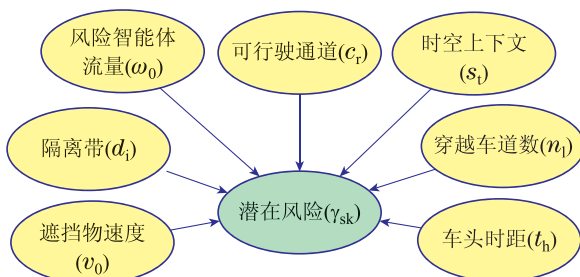 风险智能体
流量(ω₀)
可行驶通道(cᵣ)
时空上下文
(sₜ)
隔离带(dᵢ)
穿越车道数(nₗ)
潜在风险(γₛₖ)
遮挡物速度
(v₀)
车头时距(tₕ)